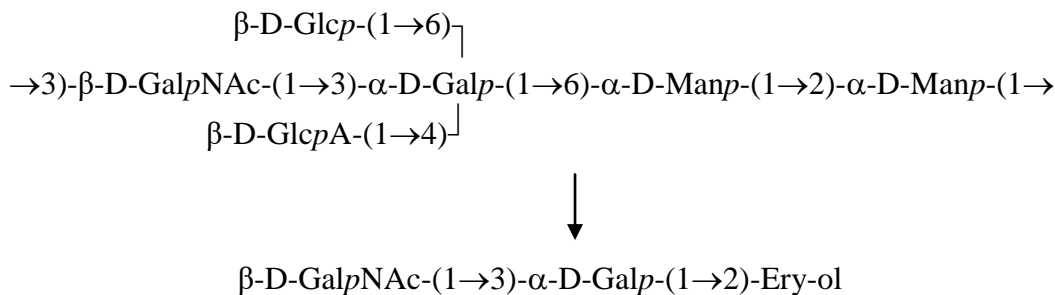 β-D-Glcp-(1→6)
→3)-β-D-GalpNAc-(1→3)-α-D-Galp-(1→6)-α-D-Manp-(1→2)-α-D-Manp-(1→
β-D-GlcpA-(1→4)
β-D-GalpNAc-(1→3)-α-D-Galp-(1→2)-Ery-ol